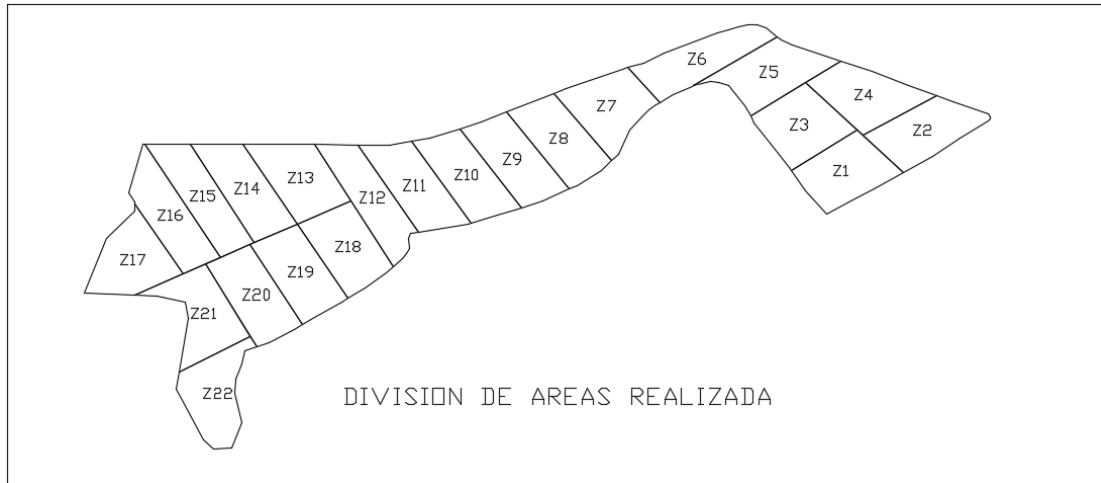 Z6
Z5
Z4
Z7
Z3
Z2
Z8
Z9
Z1
Z10
Z11
Z13
Z14
Z15
Z12
Z16
Z18
Z17
Z19
Z20
Z21
Z22
DIVISION DE AREAS REALIZADA